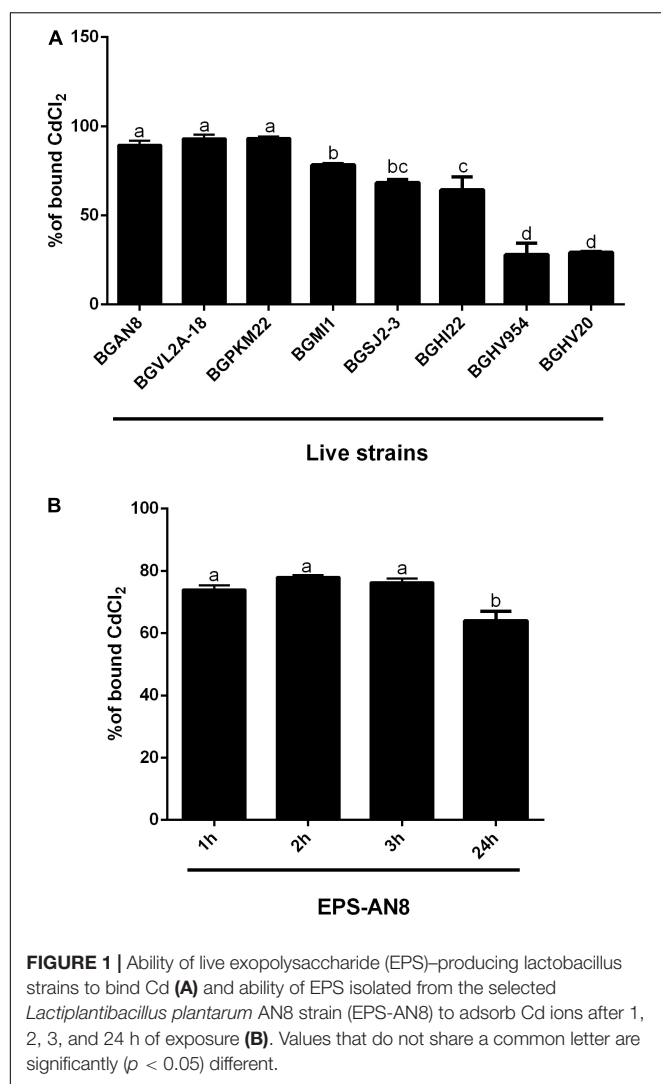 A
150
100
50
0
%of bound CdCl₂
a a a b bc c d d
BGAN8 BGVL2A-18 BGPKM22 BGMI1 BGSJ2-3 BGHI22 BGHV954 BGHV20
Live strains
B
100
80
60
40
20
0
%of bound CdCl₂
a a a b
1h 2h 3h 24h
EPS-AN8
FIGURE 1 | Ability of live exopolysaccharide (EPS)–producing lactobacillus
strains to bind Cd (A) and ability of EPS isolated from the selected
Lactiplantibacillus plantarum AN8 strain (EPS-AN8) to adsorb Cd ions after 1,
2, 3, and 24 h of exposure (B). Values that do not share a common letter are
significantly (p < 0.05) different.